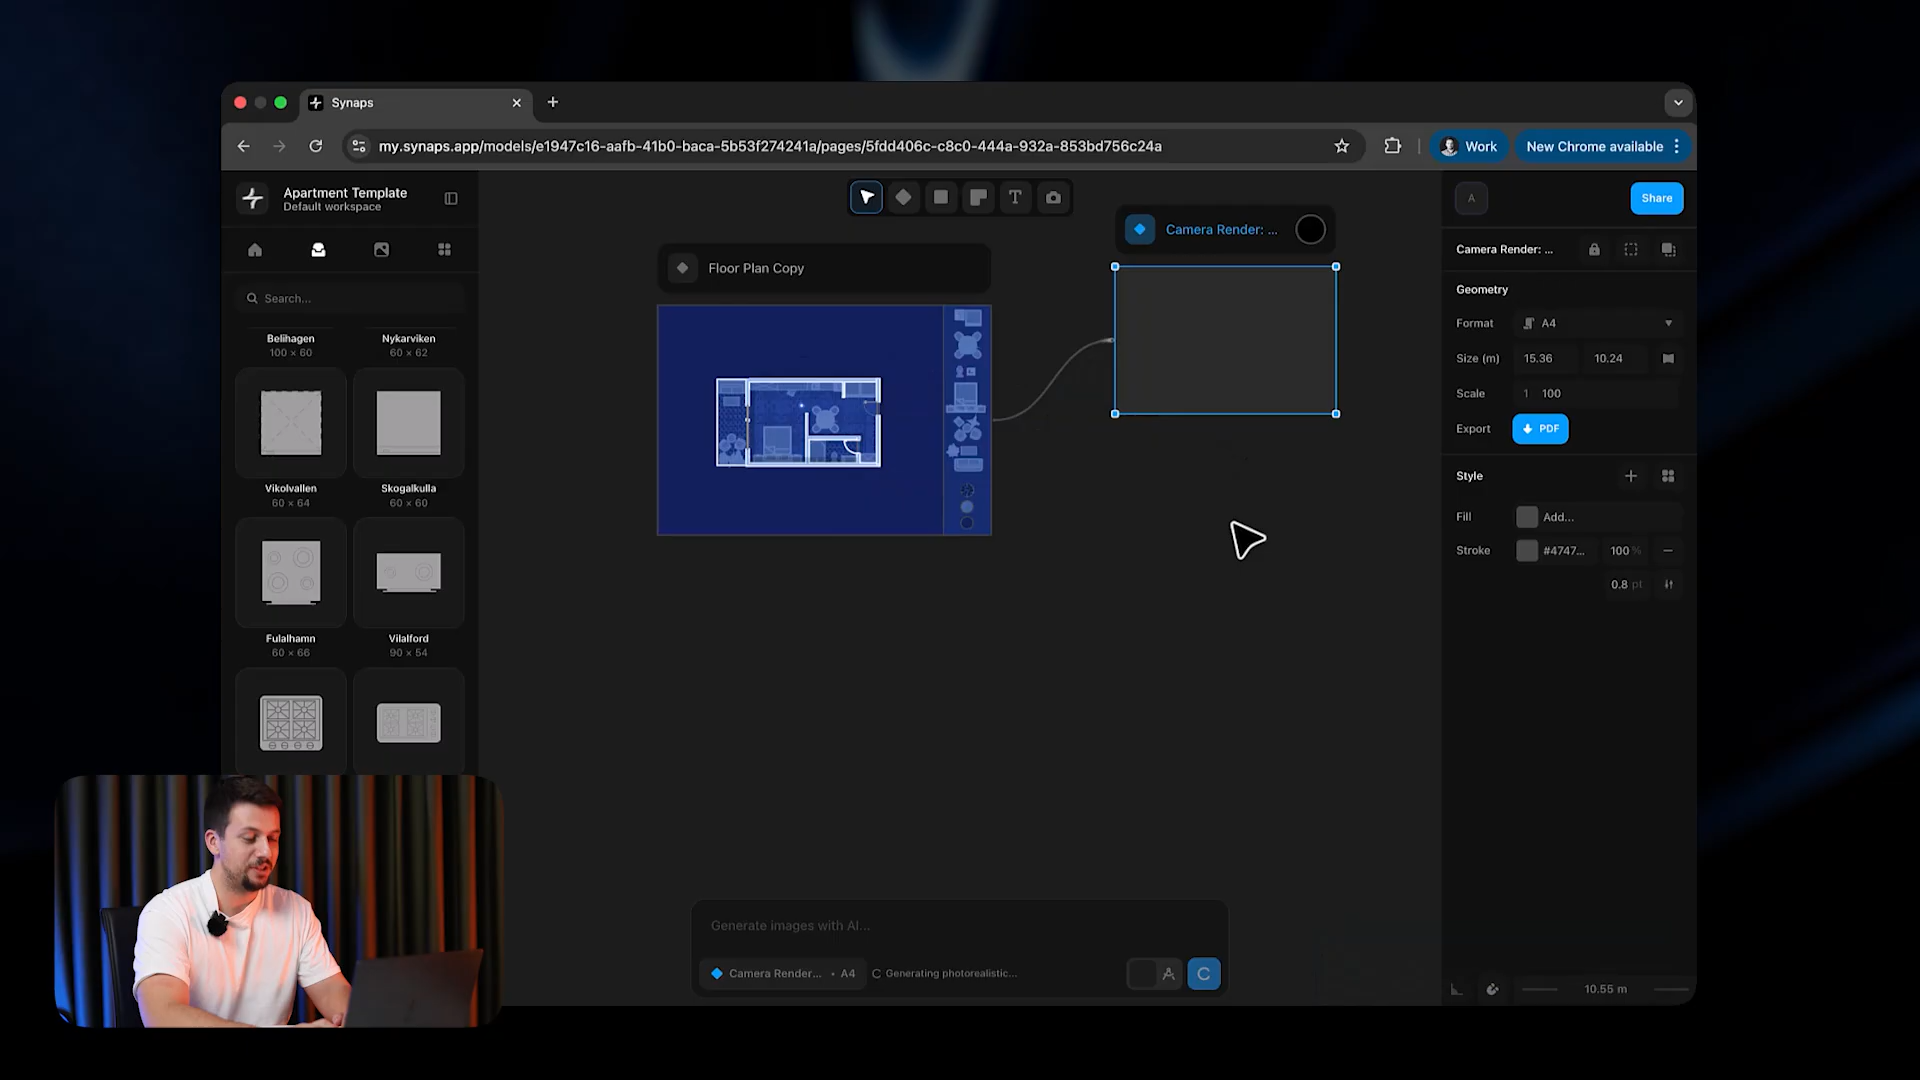 Synaps
my.synaps.app/models/e1947c16-aafb-41b0-baca-5b53f274241a/pages/5fdd406c-c8c0-444a-932a-853bd756c24a
Work
New Chrome available
Apartment Template
Default workspace
Search...
Belihagen
100 × 60
Nykarviken
60 × 62
Vikolvallen
60 × 64
Skogalkulla
60 × 60
Fulalhamn
60 × 66
Vilalford
90 × 54
T
Floor Plan Copy
Camera Render: ...
A
Share
Camera Render: ...
Geometry
Format
A4
Size (m)
15.36
10.24
Scale
1 100
Export
PDF
Style
Fill
Add...
Stroke
#4747...
100 %
0.8 pt
Generate images with AI...
Camera Render... • A4
Generating photorealistic...
10.55 m